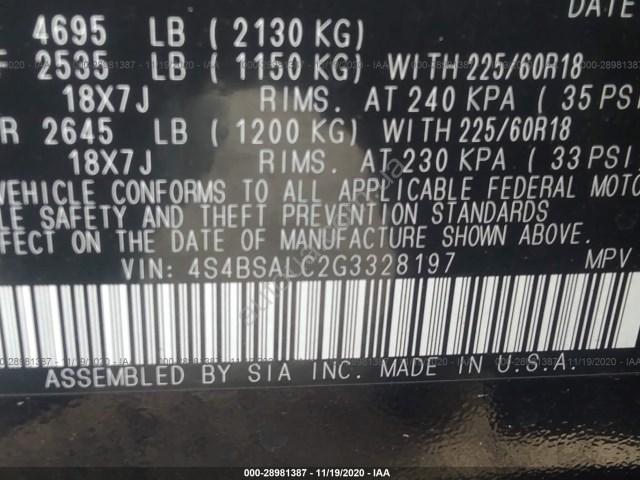 DATE
4695 LB ( 2130 KG)
F 2535 LB ( 1150 KG) WITH 225/60R18
18X7J RIMS. AT 240 KPA ( 35 PSI
R 2645 LB ( 1200 KG) WITH 225/60R18
18X7J RIMS. AT 230 KPA ( 33 PSI
VEHICLE CONFORMS TO ALL APPLICABLE FEDERAL MOTO
LE SAFETY AND THEFT PREVENTION STANDARDS
EFFECT ON THE DATE OF MANUFACTURE SHOWN ABOVE.
VIN: 4S4BSALC2G3328197 MPV
ASSEMBLED BY SIA INC. MADE IN U.S.A.
000-28981387 - 11/19/2020 - IAA